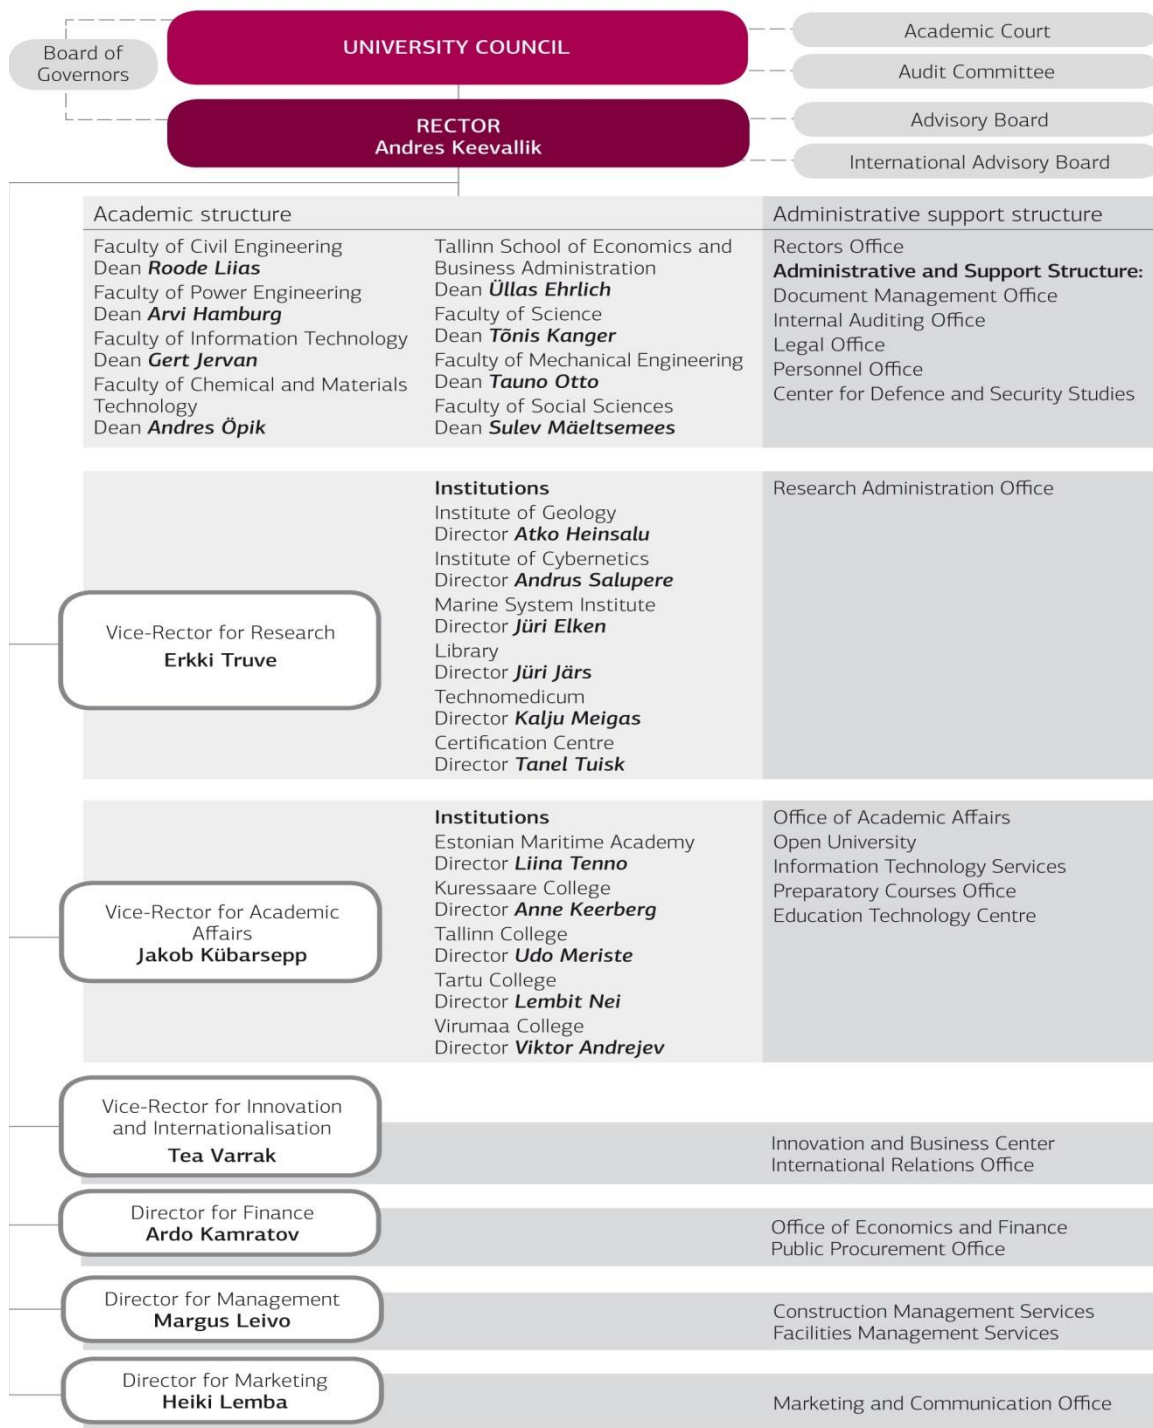 Board of
Governors
UNIVERSITY COUNCIL
Academic Court
Audit Committee
RECTOR
Andres Keevallik
Advisory Board
International Advisory Board
Academic structure
Faculty of Civil Engineering
Dean Roode Liias
Faculty of Power Engineering
Dean Arvi Hamburg
Faculty of Information Technology
Dean Gert Jervan
Faculty of Chemical and Materials
Technology
Dean Andres Öpik
Tallinn School of Economics and
Business Administration
Dean Üllas Ehrlich
Faculty of Science
Dean Tõnis Kanger
Faculty of Mechanical Engineering
Dean Tauno Otto
Faculty of Social Sciences
Dean Sulev Mäeltsemees
Administrative support structure
Rectors Office
Administrative and Support Structure:
Document Management Office
Internal Auditing Office
Legal Office
Personnel Office
Center for Defence and Security Studies
Vice-Rector for Research
Erkki Truve
Institutions
Institute of Geology
Director Atko Heinsalu
Institute of Cybernetics
Director Andrus Salupere
Marine System Institute
Director Jüri Elken
Library
Director Jüri Järs
Technomedicum
Director Kalju Meigas
Certification Centre
Director Tanel Tuisk
Research Administration Office
Vice-Rector for Academic
Affairs
Jakob Kübarsepp
Institutions
Estonian Maritime Academy
Director Liina Tenno
Kuressaare College
Director Anne Keerberg
Tallinn College
Director Udo Meriste
Tartu College
Director Lembit Nei
Virumaa College
Director Viktor Andrejev
Office of Academic Affairs
Open University
Information Technology Services
Preparatory Courses Office
Education Technology Centre
Vice-Rector for Innovation
and Internationalisation
Tea Varrak
Innovation and Business Center
International Relations Office
Director for Finance
Ardo Kamratov
Office of Economics and Finance
Public Procurement Office
Director for Management
Margus Leivo
Construction Management Services
Facilities Management Services
Director for Marketing
Heiki Lemba
Marketing and Communication Office